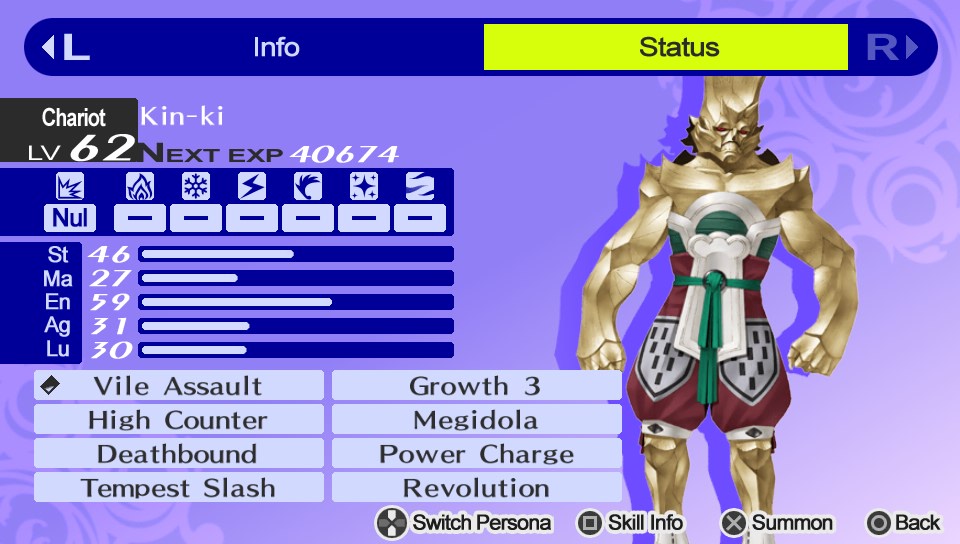 L Info Status R
Chariot Kin-ki
LV 62 NEXT EXP 40674
Nul – – – – – –
St 46
Ma 27
En 59
Ag 31
Lu 30
Vile Assault Growth 3
High Counter Megidola
Deathbound Power Charge
Tempest Slash Revolution
Switch Persona Skill Info Summon Back